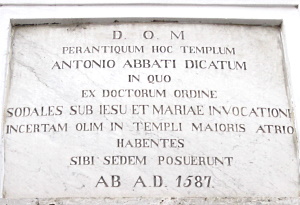 D. O. M
PERANTIQUUM HOC TEMPLUM
ANTONIO ABBATI DICATUM
IN QUO
EX DOCTORUM ORDINE
SODALES SUB IESU ET MARIAE INVOCATIONE
INCERTAM OLIM IN TEMPLI MAIORIS ATRIO
HABENTES
SIBI SEDEM POSUERUNT
AB A.D. 1587.